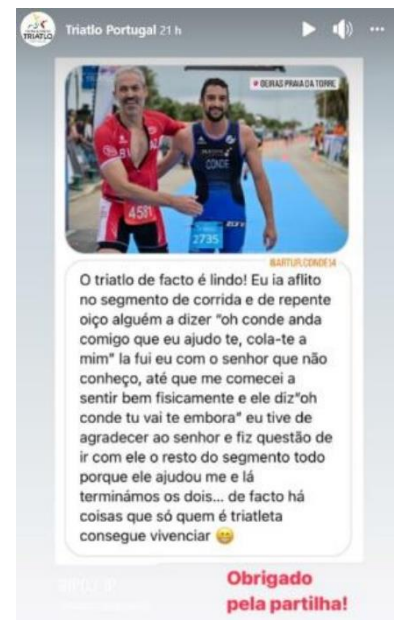 TRIATLO
Triatlo Portugal 21 h
OEIRAS PRAIA DA TORRE
CONDE
4581
2735
@ARTUR.CONDE14
O triatlo de facto é lindo! Eu ia aflito
no segmento de corrida e de repente
oiço alguém a dizer "oh conde anda
comigo que eu ajudo te, cola-te a
mim" la fui eu com o senhor que não
conheço, até que me comecei a
sentir bem fisicamente e ele diz"oh
conde tu vai te embora" eu tive de
agradecer ao senhor e fiz questão de
ir com ele o resto do segmento todo
porque ele ajudou me e lá
terminámos os dois... de facto há
coisas que só quem é triatleta
consegue vivenciar 😁
Obrigado
pela partilha!